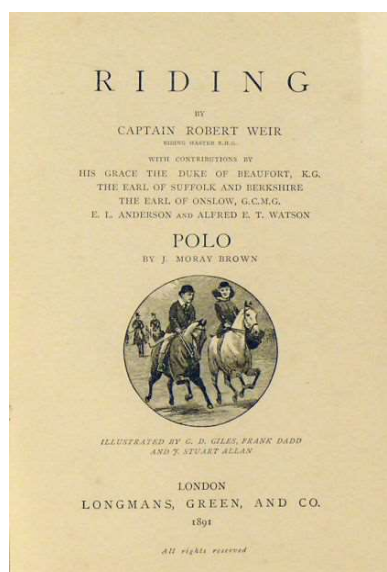 RIDING
BY
CAPTAIN ROBERT WEIR
RIDING MASTER R.H.G.
WITH CONTRIBUTIONS BY
HIS GRACE THE DUKE OF BEAUFORT, K.G.
THE EARL OF SUFFOLK AND BERKSHIRE
THE EARL OF ONSLOW, G.C.M.G.
E. L. ANDERSON AND ALFRED E. T. WATSON
POLO
BY J. MORAY BROWN
ILLUSTRATED BY G. D. GILES, FRANK DADD
AND J. STUART ALLAN
LONDON
LONGMANS, GREEN, AND CO.
1891
All rights reserved